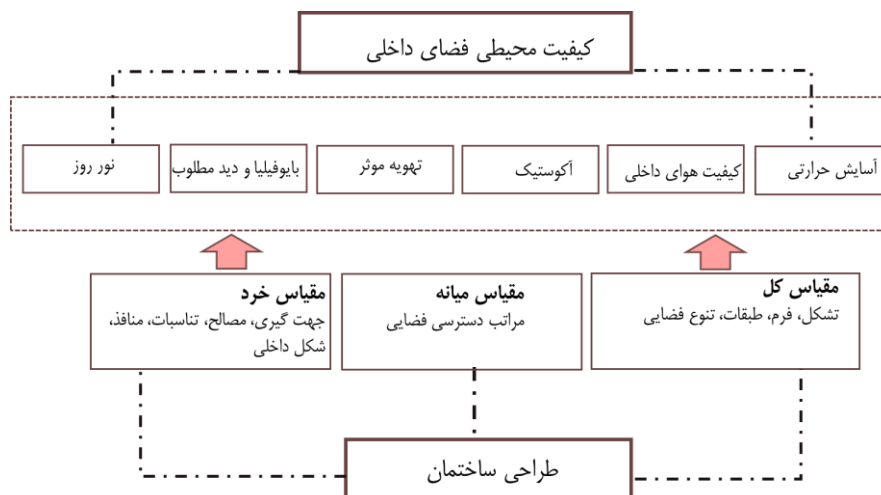 کیفیت محیطی فضای داخلی
آسایش حرارتی
کیفیت هوای داخلی
آکوستیک
تهویه موثر
بایوفیلیا و دید مطلوب
نور روز
مقیاس کل
تشکل، فرم، طبقات، تنوع فضایی
مقیاس میانه
مراتب دسترسی فضایی
مقیاس خرد
جهت گیری، مصالح، تناسبات، منافذ،
شکل داخلی
طراحی ساختمان